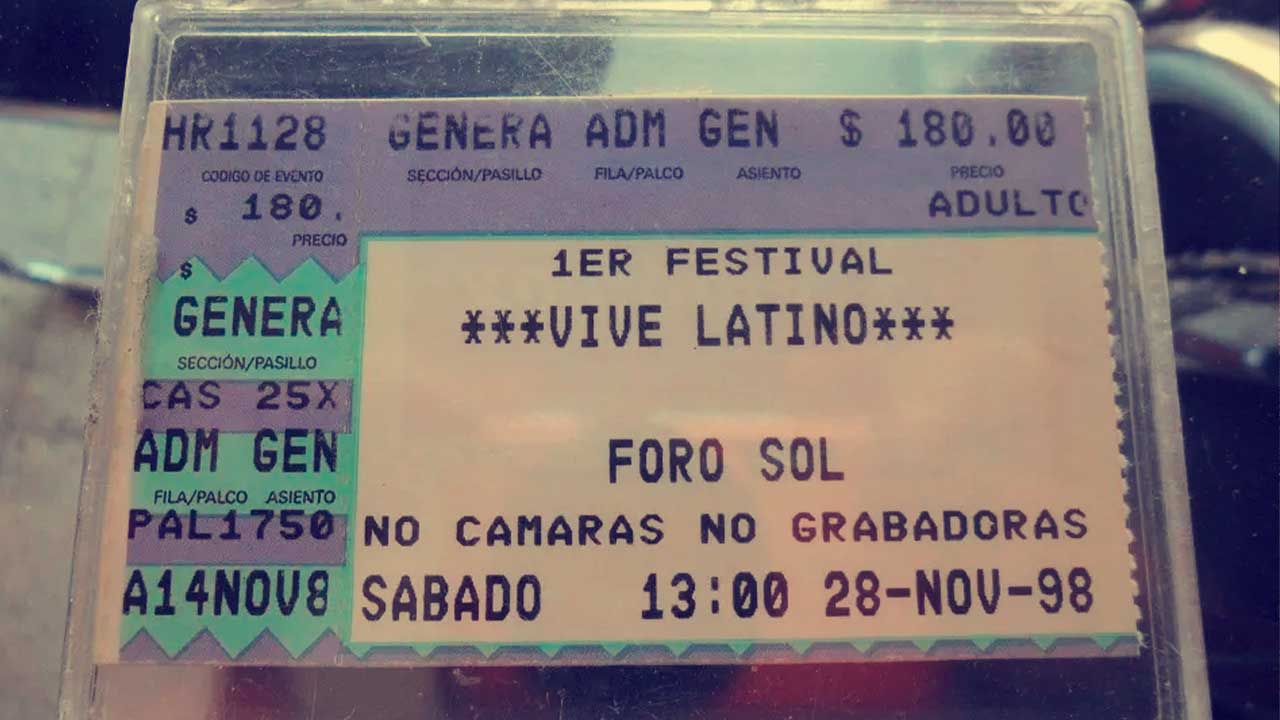 HR1128 GENERA ADM GEN $ 180.00
CODIGO DE EVENTO SECCIÓN/PASILLO FILA/PALCO ASIENTO PRECIO
$ 180. ADULTO
PRECIO
$
1ER FESTIVAL
GENERA ***VIVE LATINO***
SECCIÓN/PASILLO
CAS 25X
ADM GEN FORO SOL
FILA/PALCO ASIENTO
PAL1750 NO CAMARAS NO GRABADORAS
A14NOV8 SABADO 13:00 28-NOV-98